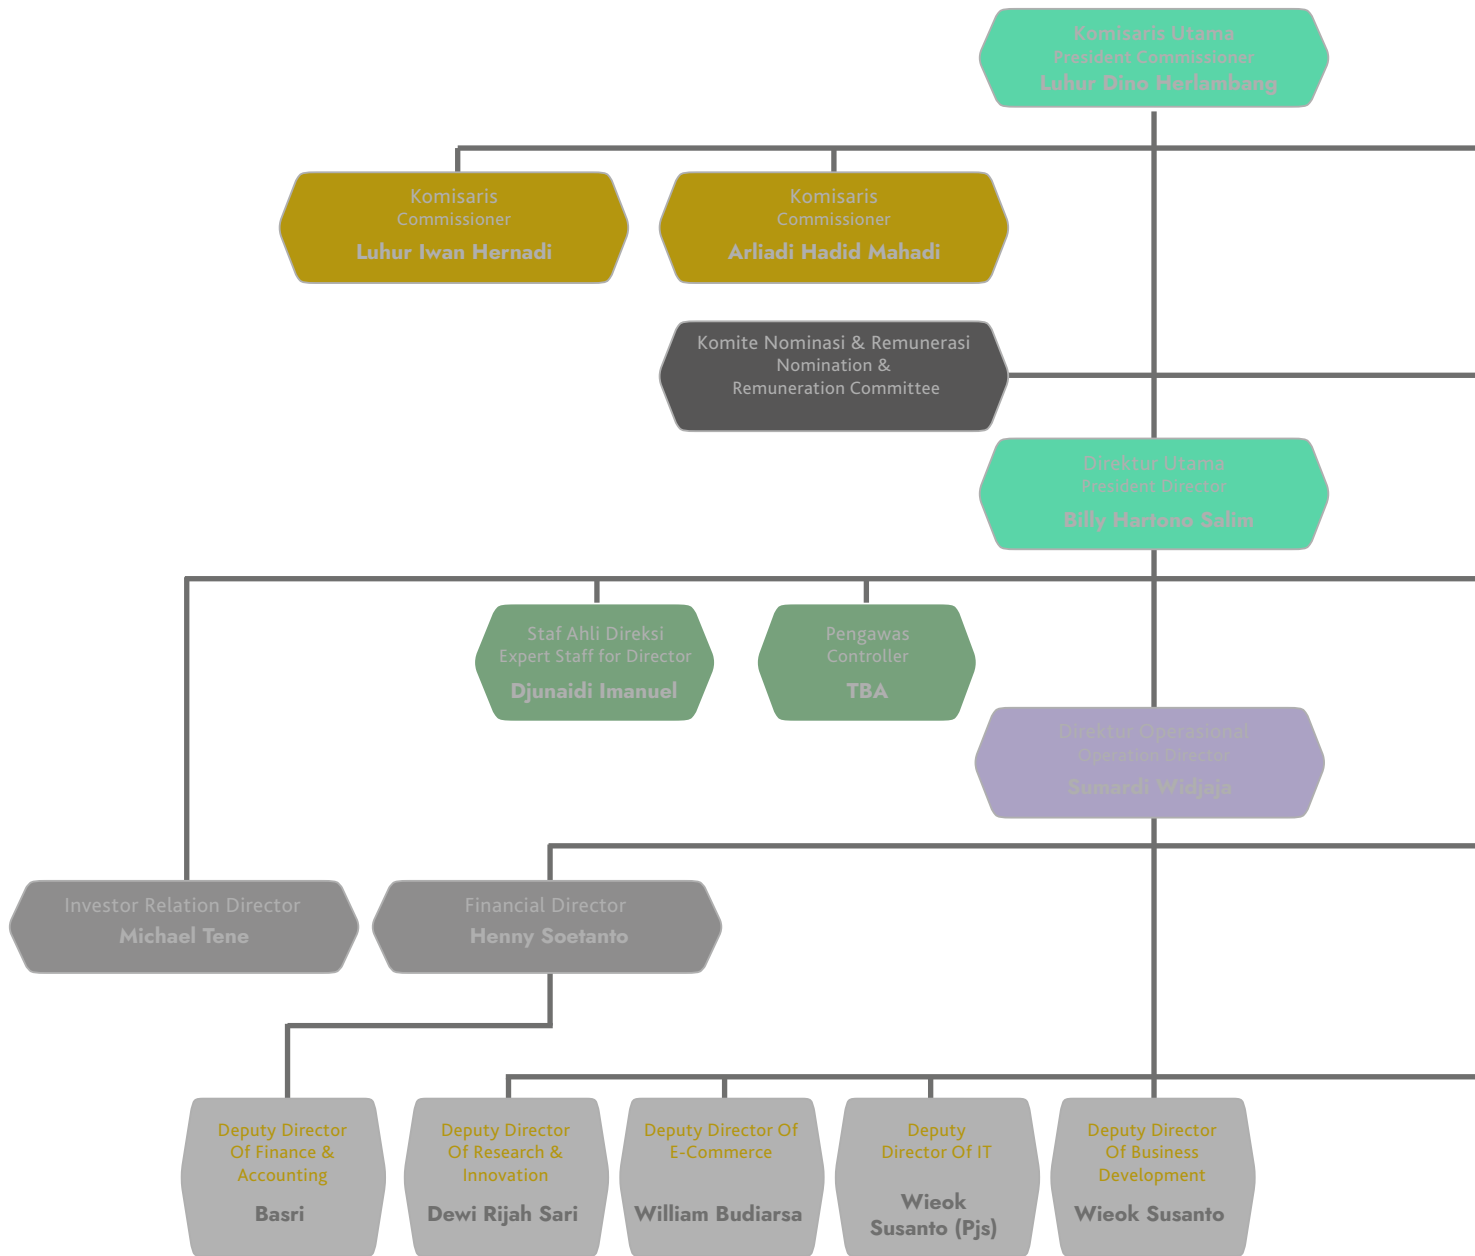 Komisaris Utama
President Commissioner
Luhur Dino Herlambang
Komisaris
Commissioner
Luhur Iwan Hernadi
Komisaris
Commissioner
Arliadi Hadid Mahadi
Komite Nominasi & Remunerasi
Nomination &
Remuneration Committee
Direktur Utama
President Director
Billy Hartono Salim
Staf Ahli Direksi
Expert Staff for Director
Djunaidi Imanuel
Pengawas
Controller
TBA
Direktur Operasional
Operation Director
Sumardi Widjaja
Investor Relation Director
Michael Tene
Financial Director
Henny Soetanto
Deputy Director
Of Finance &
Accounting
Basri
Deputy Director
Of Research &
Innovation
Dewi Rijah Sari
Deputy Director Of
E-Commerce
William Budiarsa
Deputy
Director Of IT
Wieok
Susanto (Pjs)
Deputy Director
Of Business
Development
Wieok Susanto